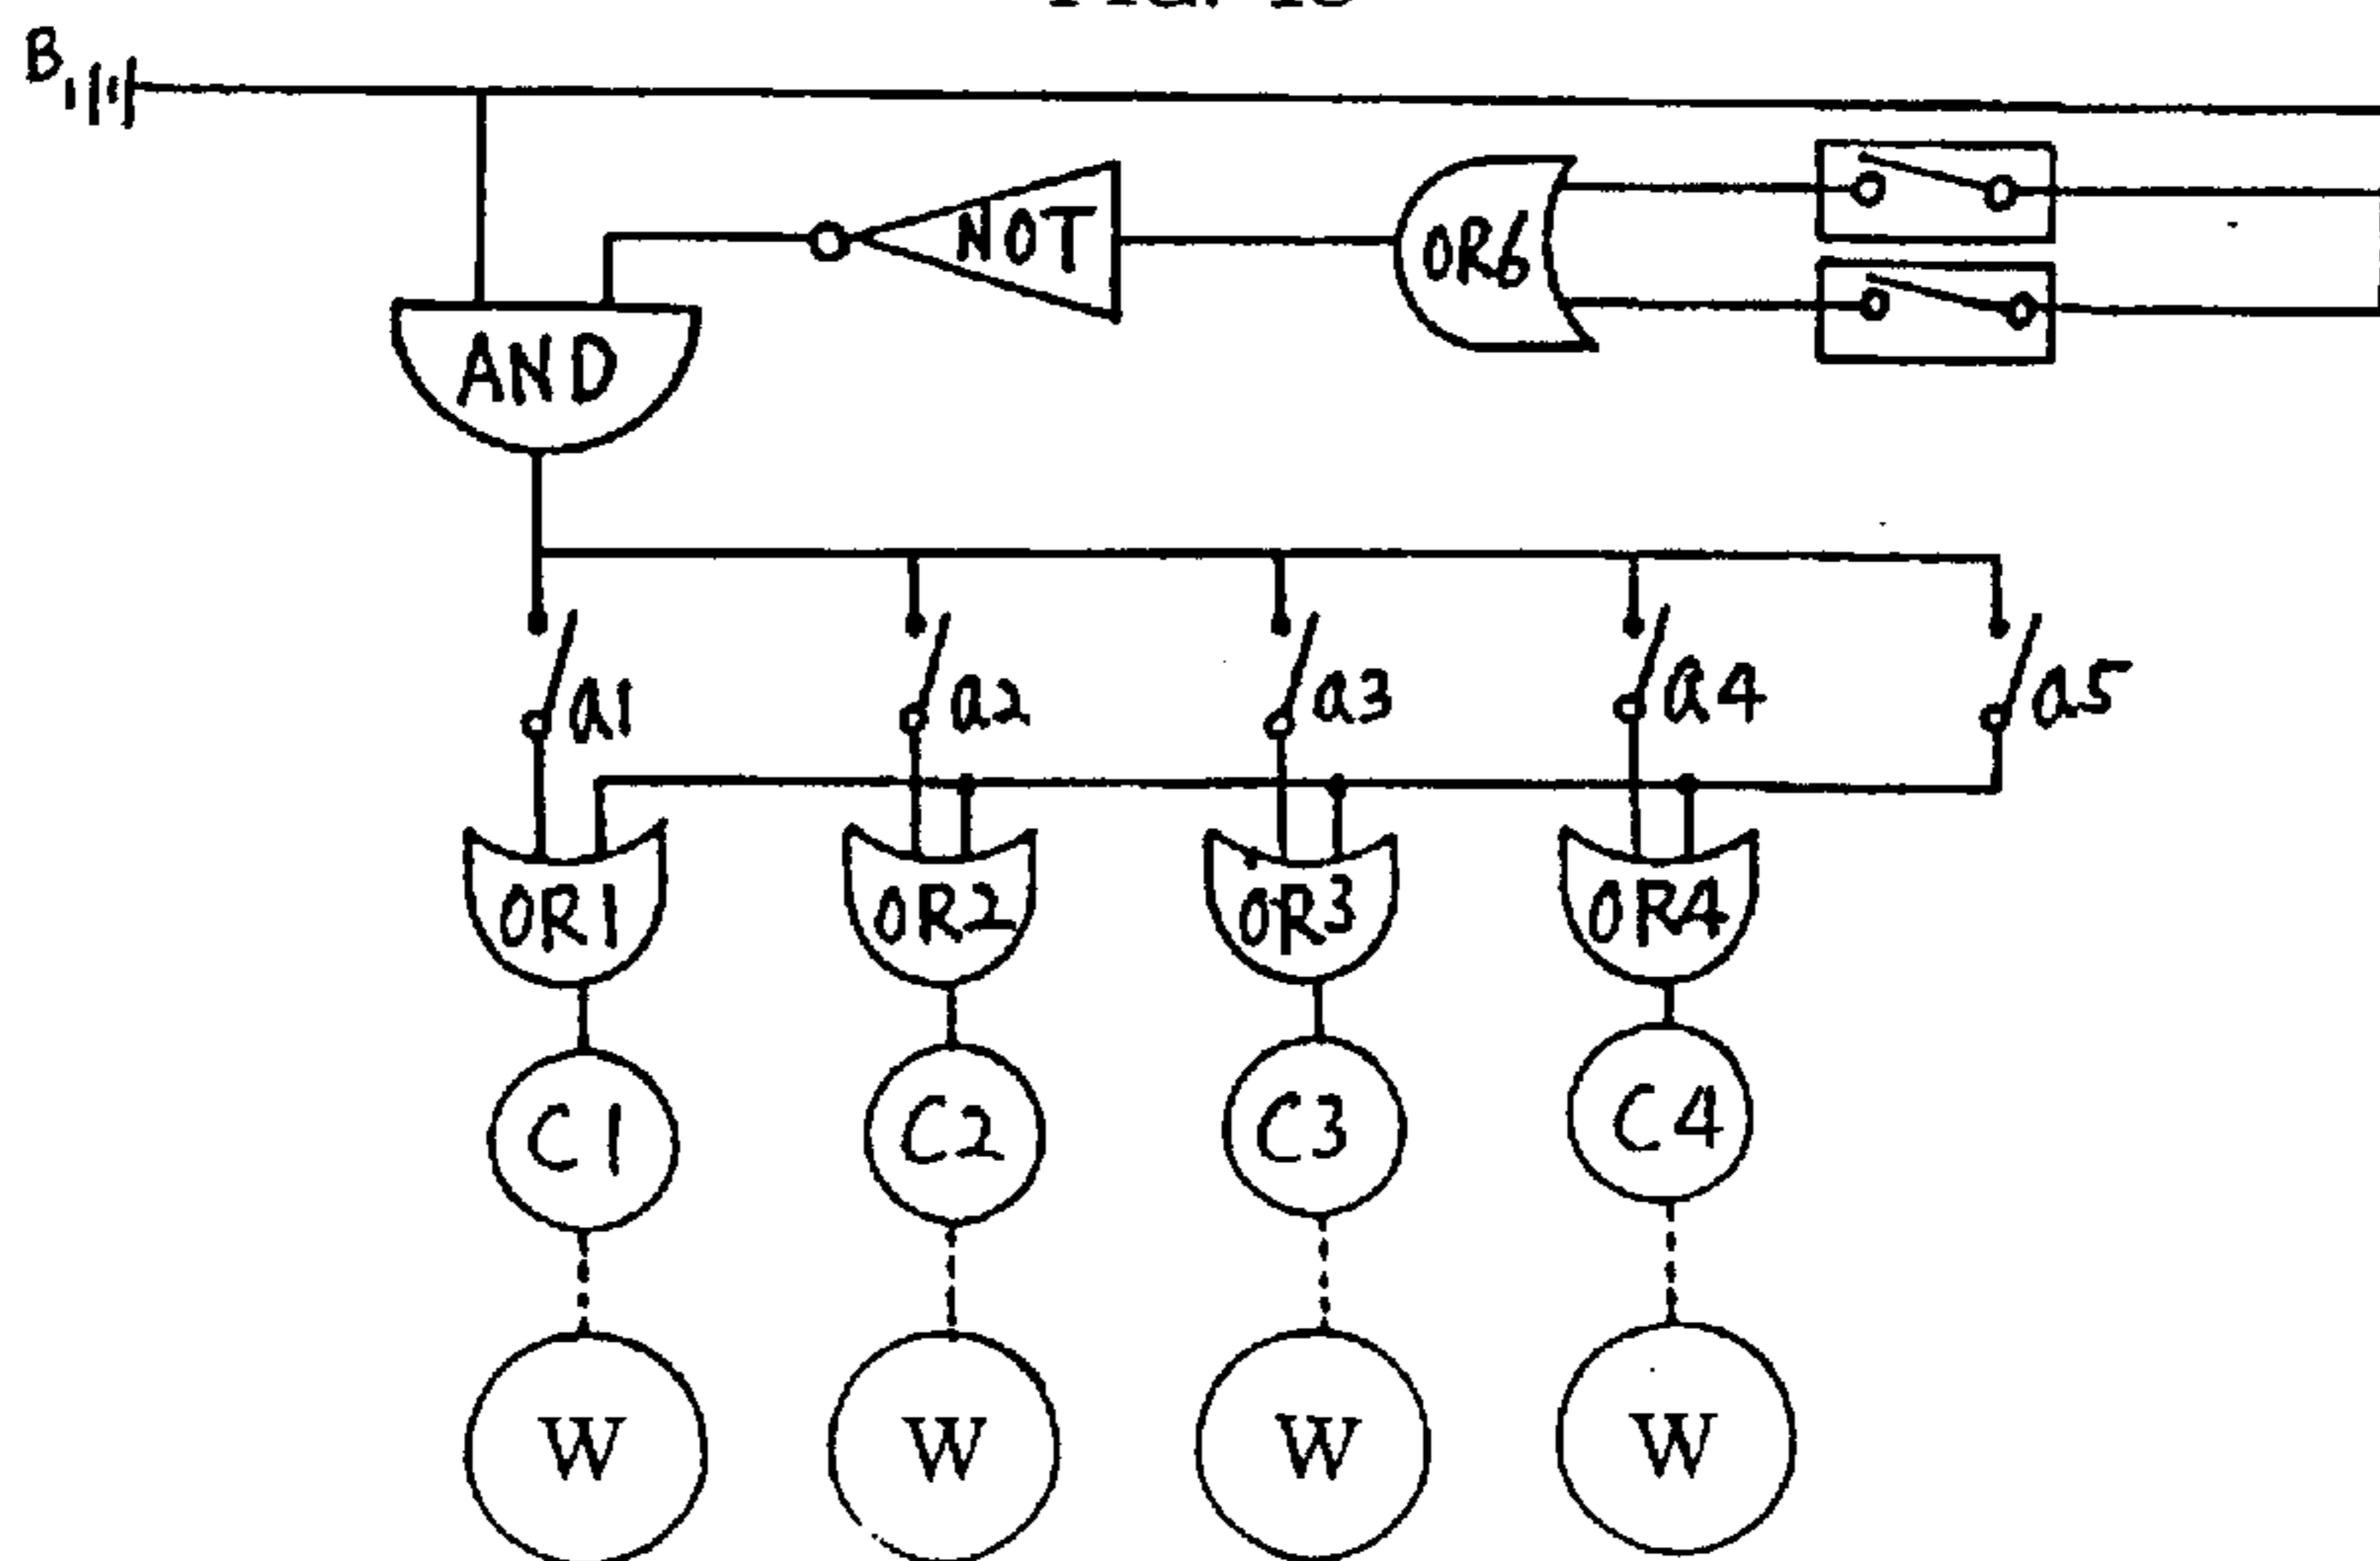 B
NOT
OR6
AND
a1 a2 a3 a4 a5
OR1 OR2 OR3 OR4
C1 C2 C3 C4
W W W W